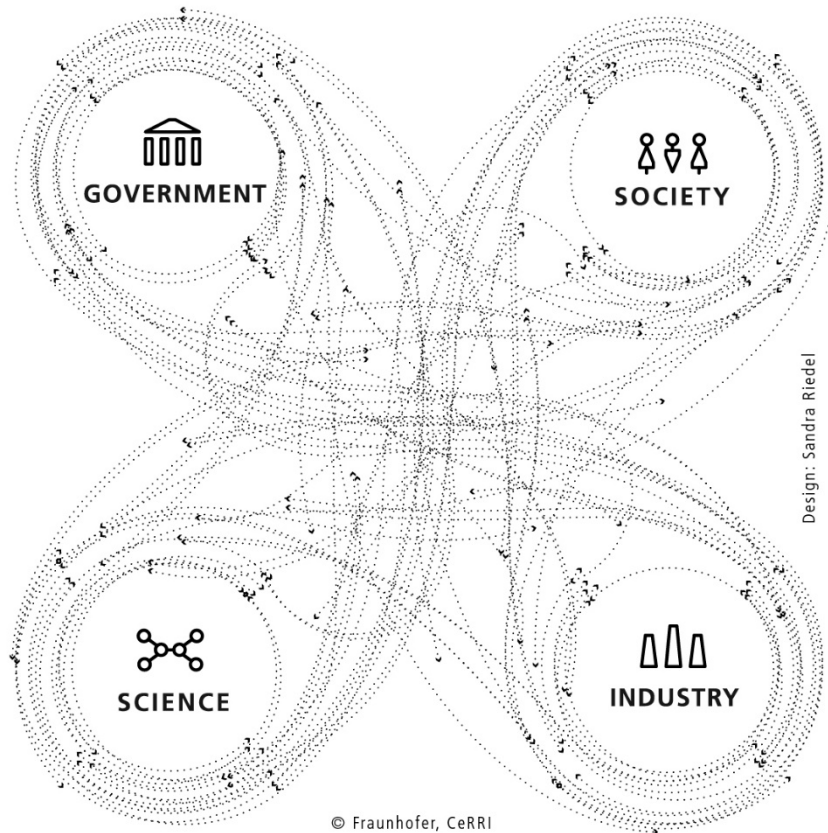 GOVERNMENT
SOCIETY
Design: Sandra Riedel
SCIENCE
INDUSTRY
© Fraunhofer, CeRRI